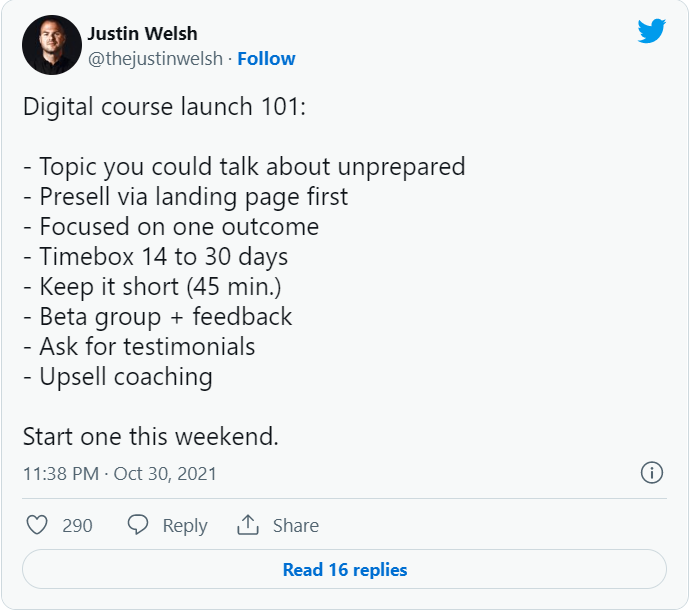 Justin Welsh
@thejustinwelsh · Follow
Digital course launch 101:
- Topic you could talk about unprepared
- Presell via landing page first
- Focused on one outcome
- Timebox 14 to 30 days
- Keep it short (45 min.)
- Beta group + feedback
- Ask for testimonials
- Upsell coaching
Start one this weekend.
11:38 PM · Oct 30, 2021
290 Reply Share
Read 16 replies